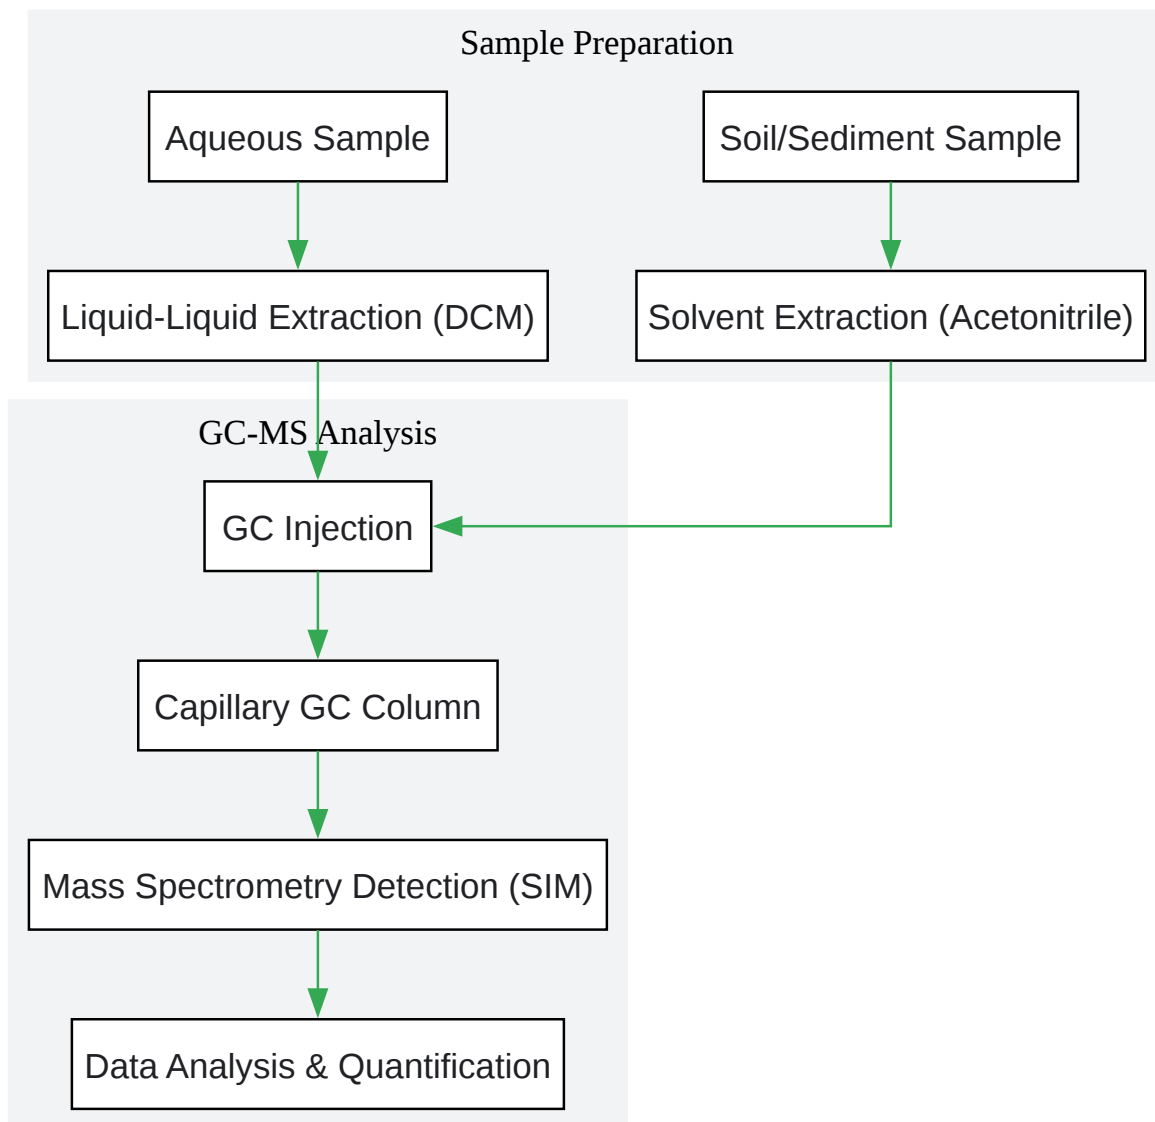 Sample Preparation
Aqueous Sample
Soil/Sediment Sample
Liquid-Liquid Extraction (DCM)
Solvent Extraction (Acetonitrile)
GC-MS Analysis
GC Injection
Capillary GC Column
Mass Spectrometry Detection (SIM)
Data Analysis & Quantification